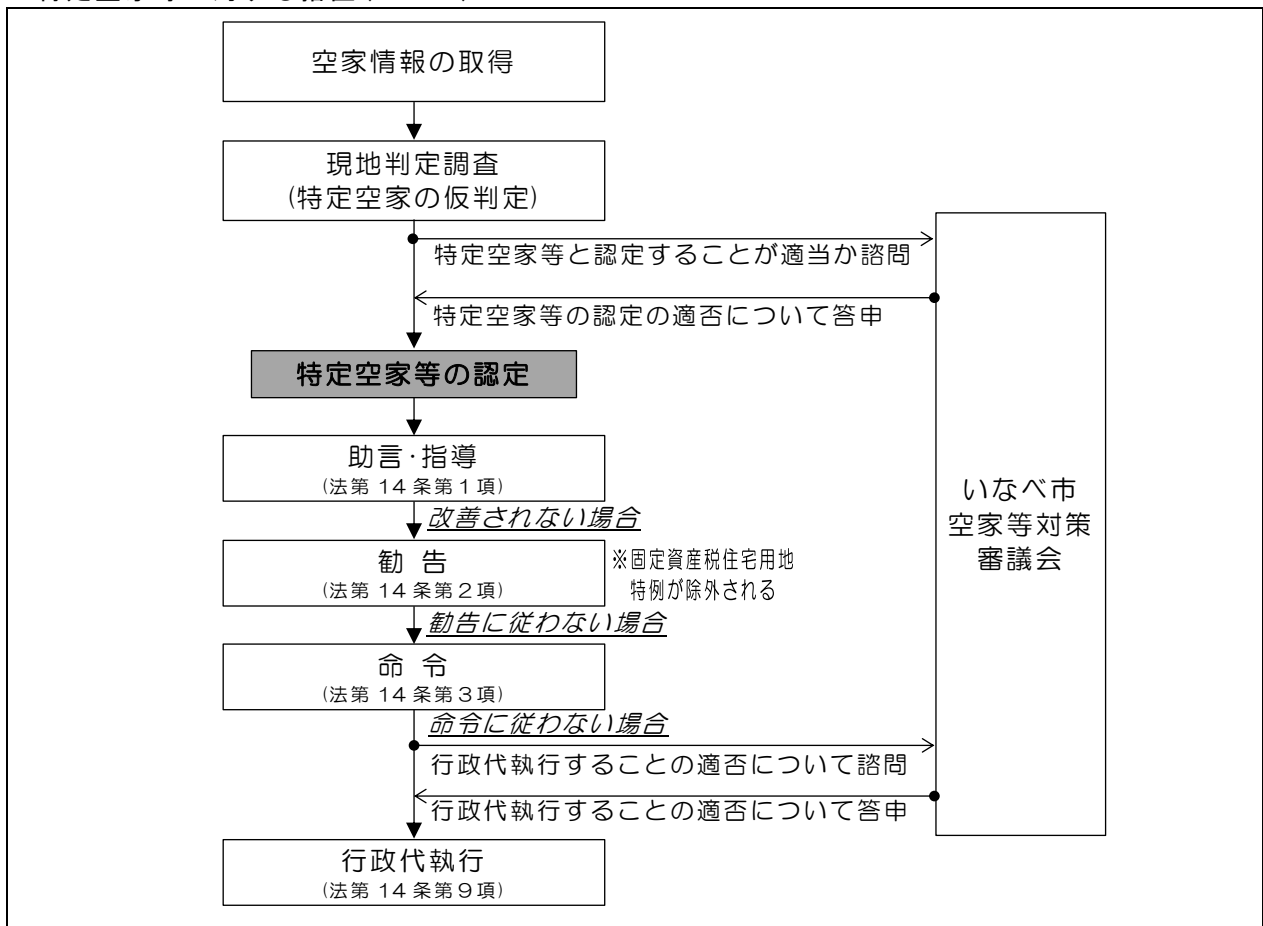 空家情報の取得
現地判定調査
(特定空家の仮判定)
特定空家等と認定することが適当か諮問
特定空家等の認定の適否について答申
特定空家等の認定
助言・指導
(法第 14 条第1項)
改善されない場合
勧 告
(法第 14 条第2項)
※固定資産税住宅用地
特例が除外される
勧告に従わない場合
命 令
(法第 14 条第3項)
命令に従わない場合
行政代執行することの適否について諮問
行政代執行することの適否について答申
行政代執行
(法第 14 条第9項)
いなべ市
空家等対策
審議会